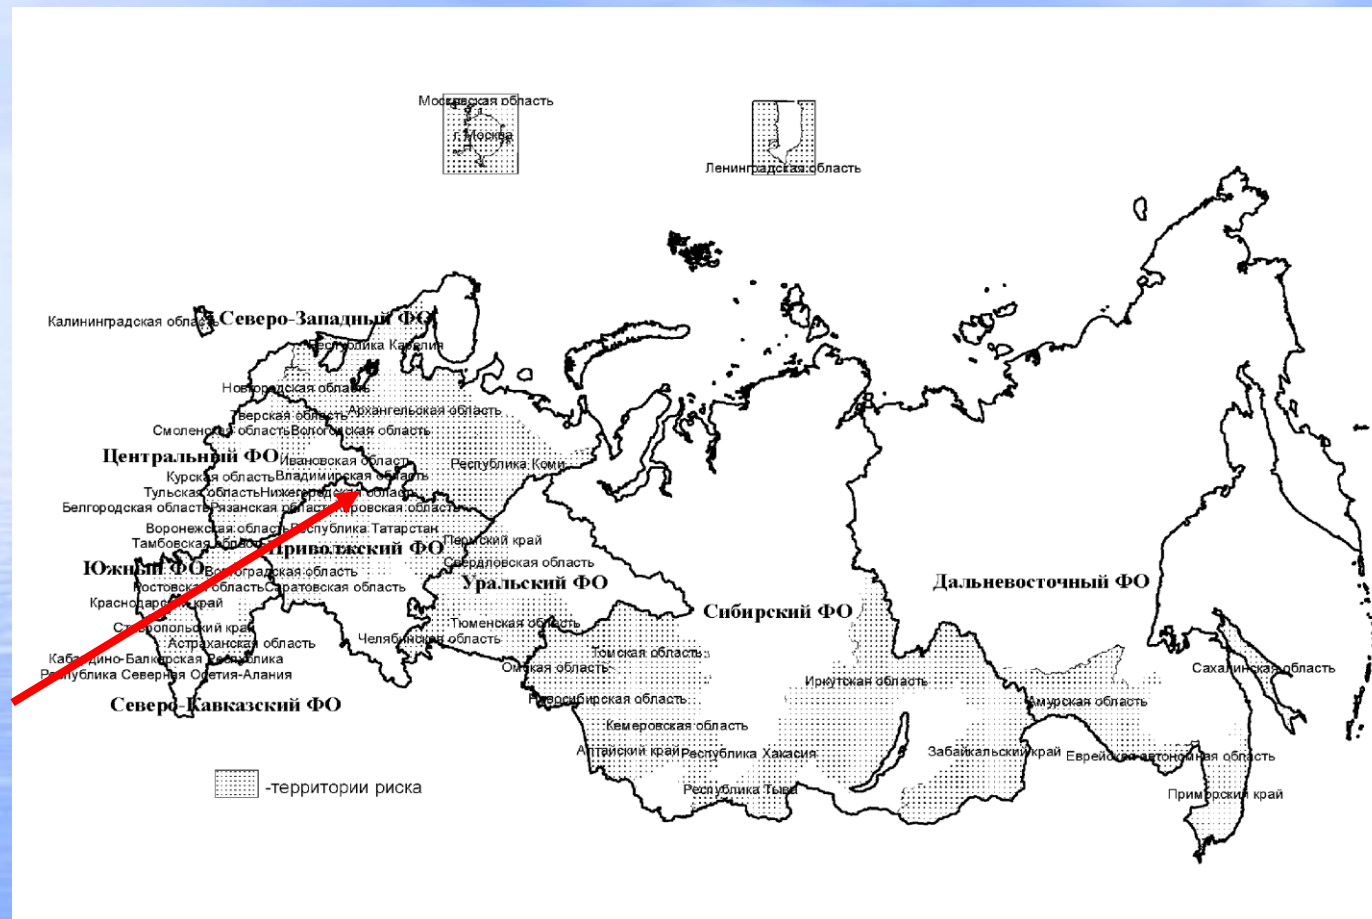 Московская область
г. Москва
Ленинградская область
Калининградская область
Северо-Западный ФО
Республика Карелия
Новгородская область
Тверская область
Архангельская область
Смоленская область
Вологодская область
Центральный ФО
Ивановская область
Республика Коми
Курская область
Владимирская область
Тульская область
Нижегородская область
Белгородская область
Рязанская область
Кировская область
Воронежская область
Республика Татарстан
Тамбовская область
Приволжский ФО
Пермский край
Южный ФО
Волгоградская область
Свердловская область
Ростовская область
Саратовская область
Уральский ФО
Дальневосточный ФО
Краснодарский край
Сибирский ФО
Ставропольский край
Тюменская область
Астраханская область
Челябинская область
Томская область
Кабардино-Балкарская Республика
Омская область
Сахалинская область
Республика Северная Осетия-Алания
Иркутская область
Новосибирская область
Амурская область
Северо-Кавказский ФО
Кемеровская область
Алтайский край
Республика Хакасия
Забайкальский край
Еврейская автономная область
Республика Тыва
-территории риска
Приморский край